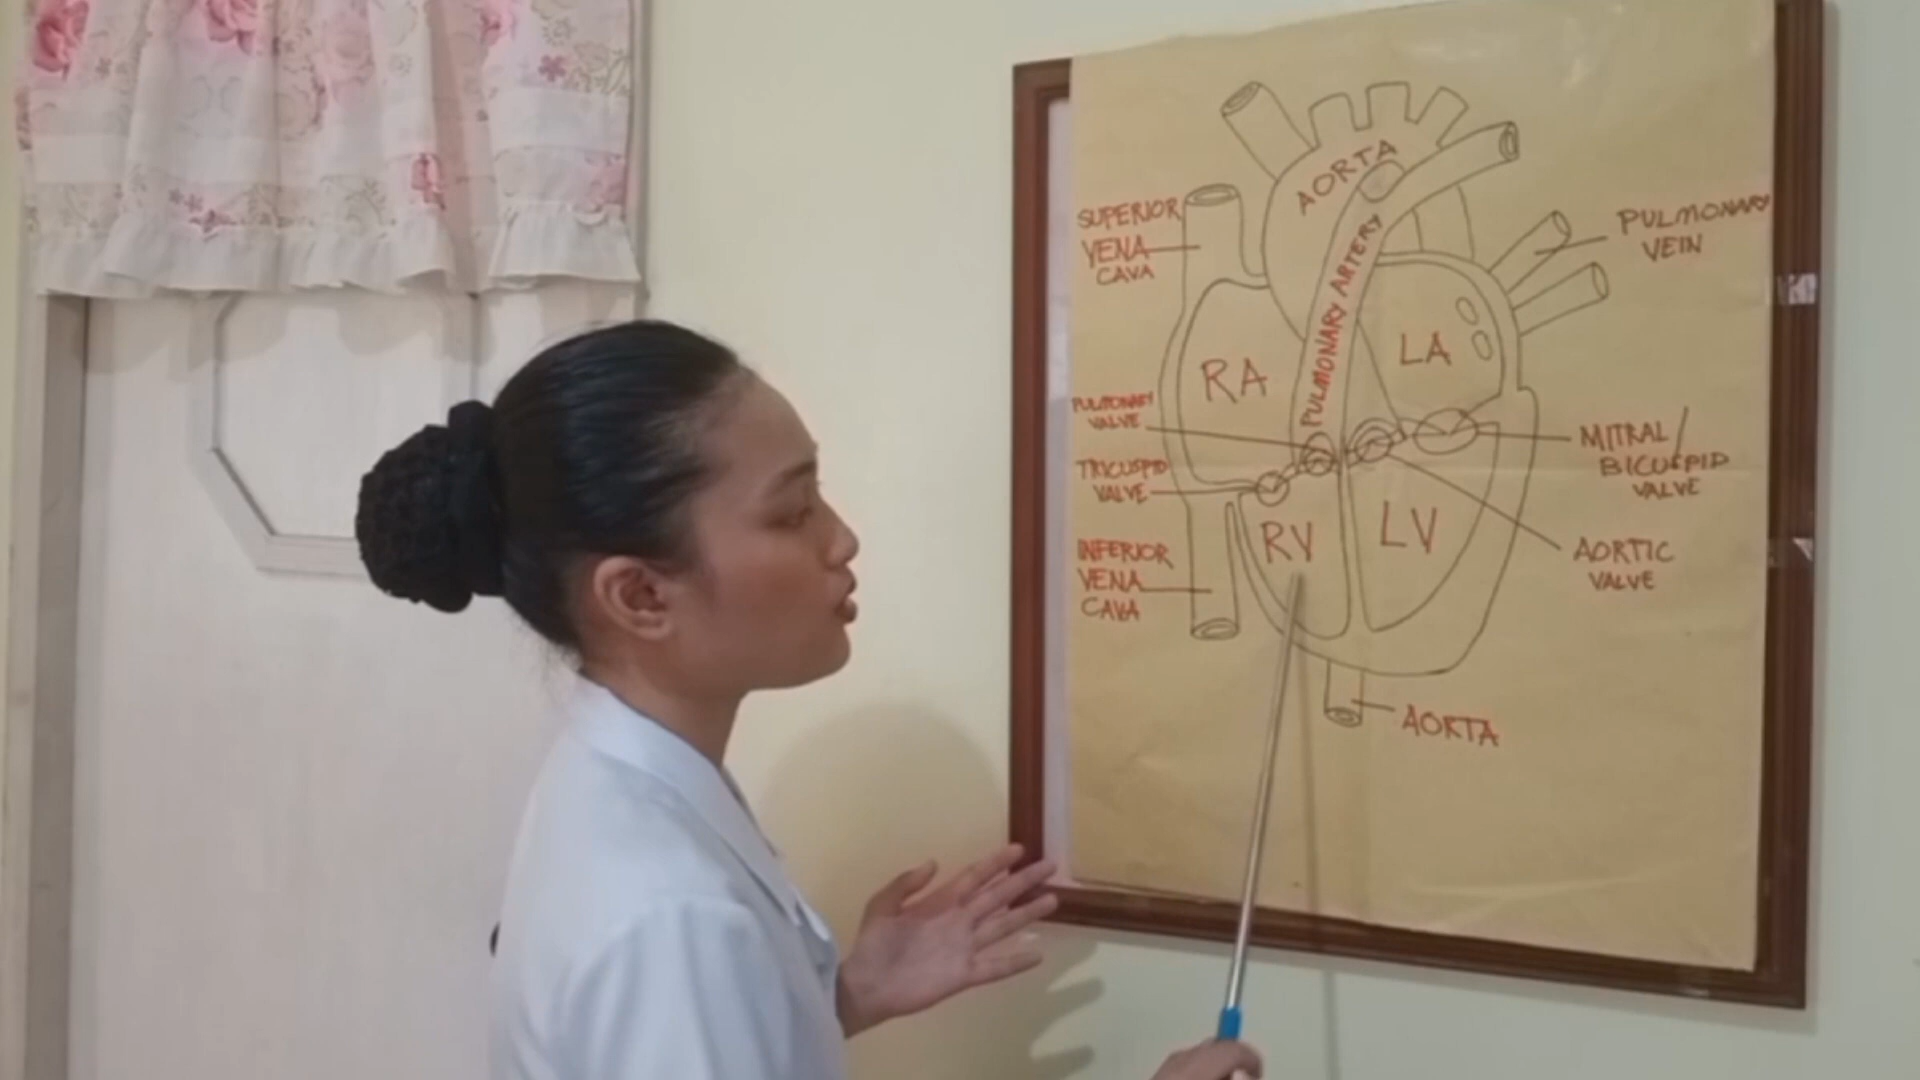 AORTA
SUPERIOR
VENA
CAVA
PULMONARY
VEIN
PULMONARY ARTERY
RA
LA
PULMONARY
VALVE
MITRAL/
BICUSPID
VALVE
TRICUSPID
VALVE
RV
LV
INFERIOR
VENA
CAVA
AORTIC
VALVE
AORTA